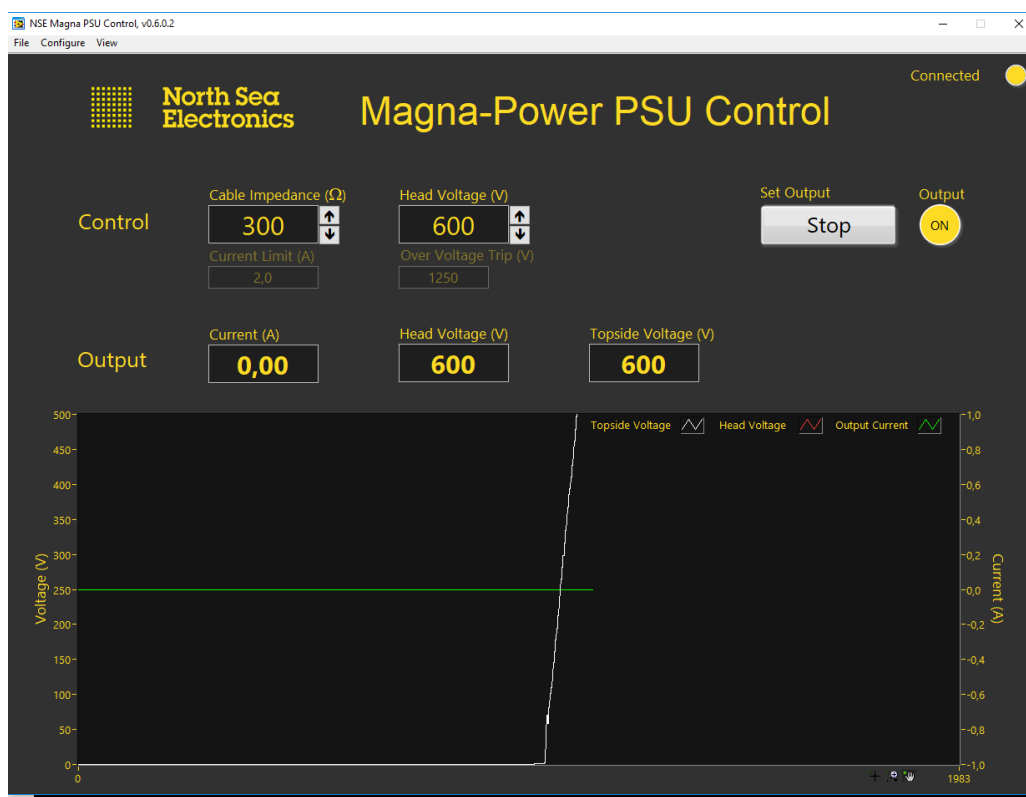 NSE Magna PSU Control, v0.6.0.2
File Configure View
Connected
North Sea
Electronics
Magna-Power PSU Control
Control
Cable Impedance (Ω)
300
Current Limit (A)
2,0
Head Voltage (V)
600
Over Voltage Trip (V)
1250
Set Output
Stop
Output
ON
Output
Current (A)
0,00
Head Voltage (V)
600
Topside Voltage (V)
600
Topside Voltage
Head Voltage
Output Current
Voltage (V)
500
450
400
350
300
250
200
150
100
50
0
0
1983
1,0
0,8
0,6
0,4
0,2
0,0
-0,2
-0,4
-0,6
-0,8
-1,0
Current (A)